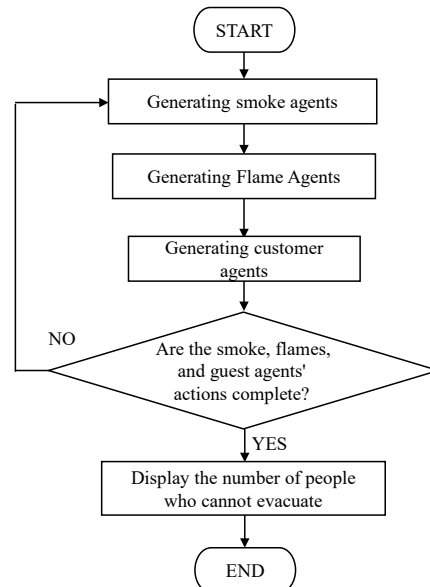 START
Generating smoke agents
Generating Flame Agents
Generating customer
agents
NO
Are the smoke, flames,
and guest agents'
actions complete?
YES
Display the number of people
who cannot evacuate
END